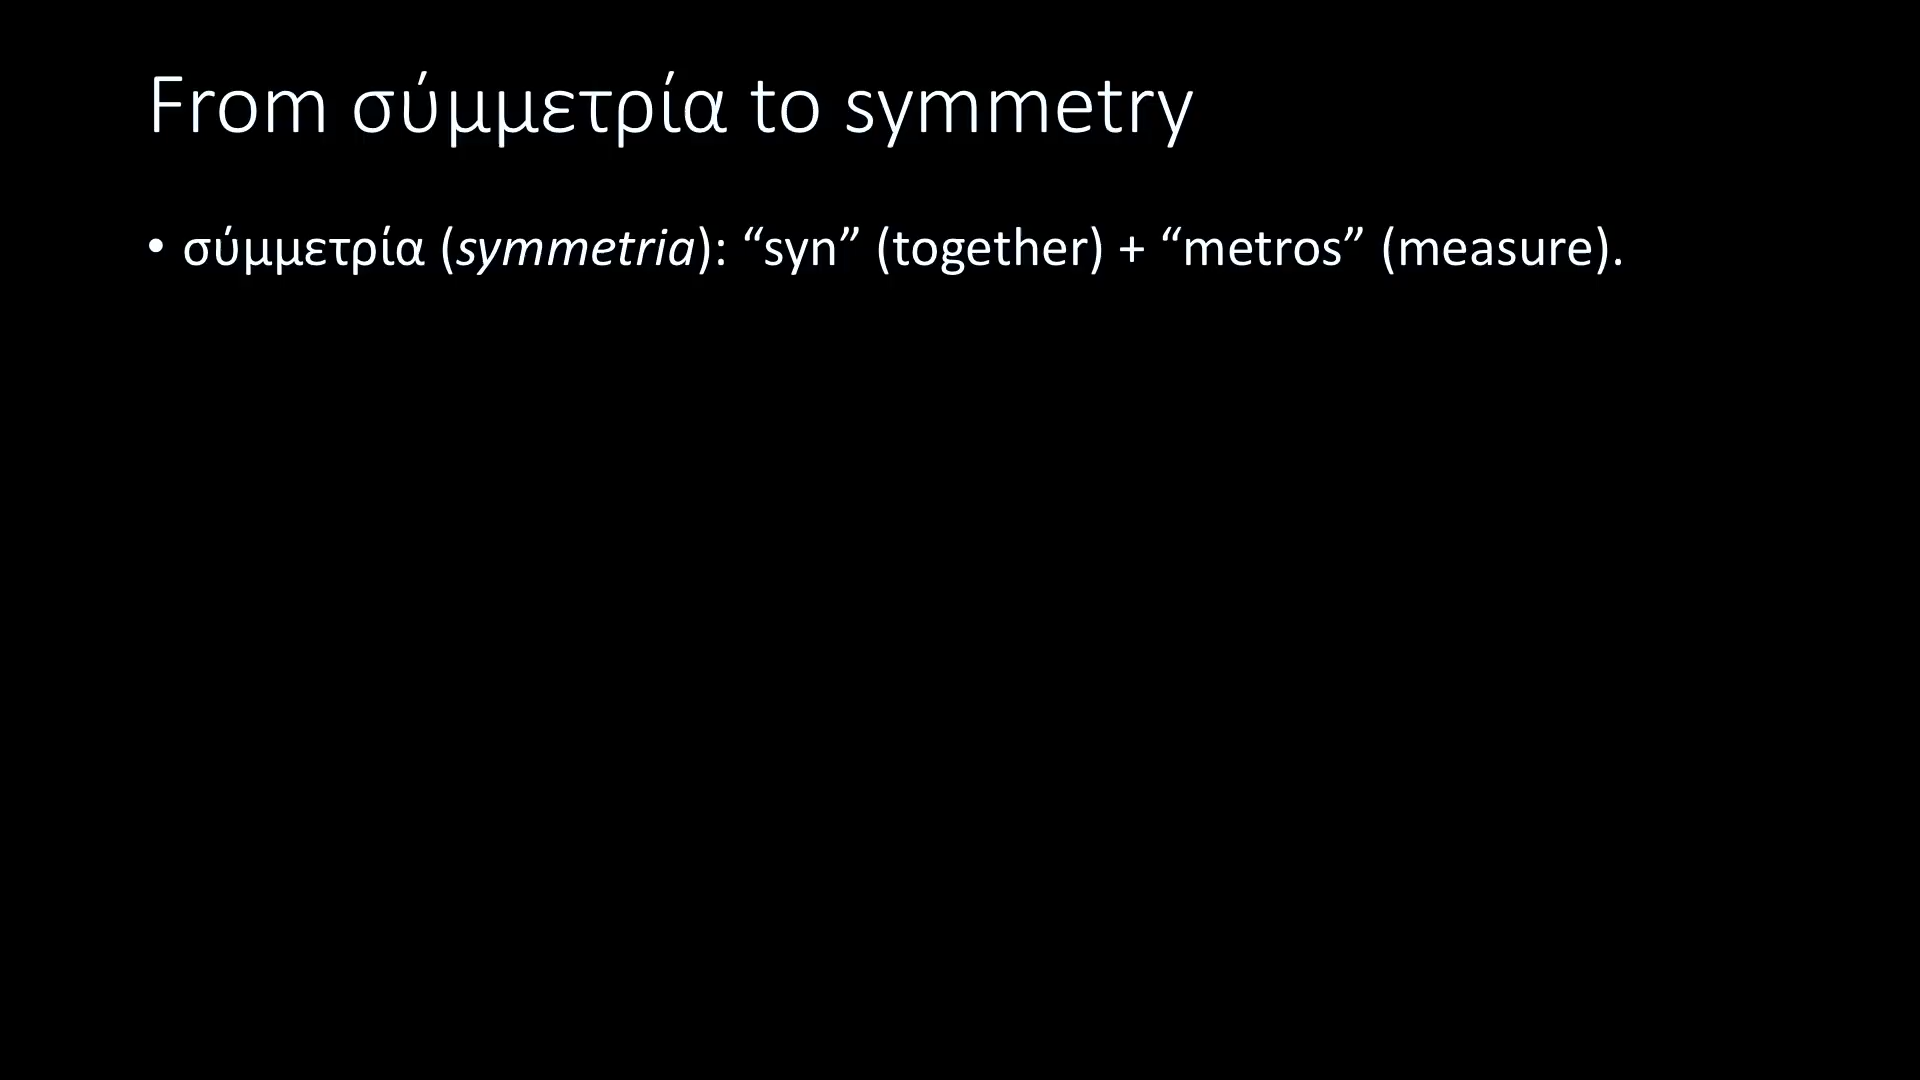 From σύμμετρία to symmetry
• σύμμετρία (symmetria): “syn” (together) + “metros” (measure).